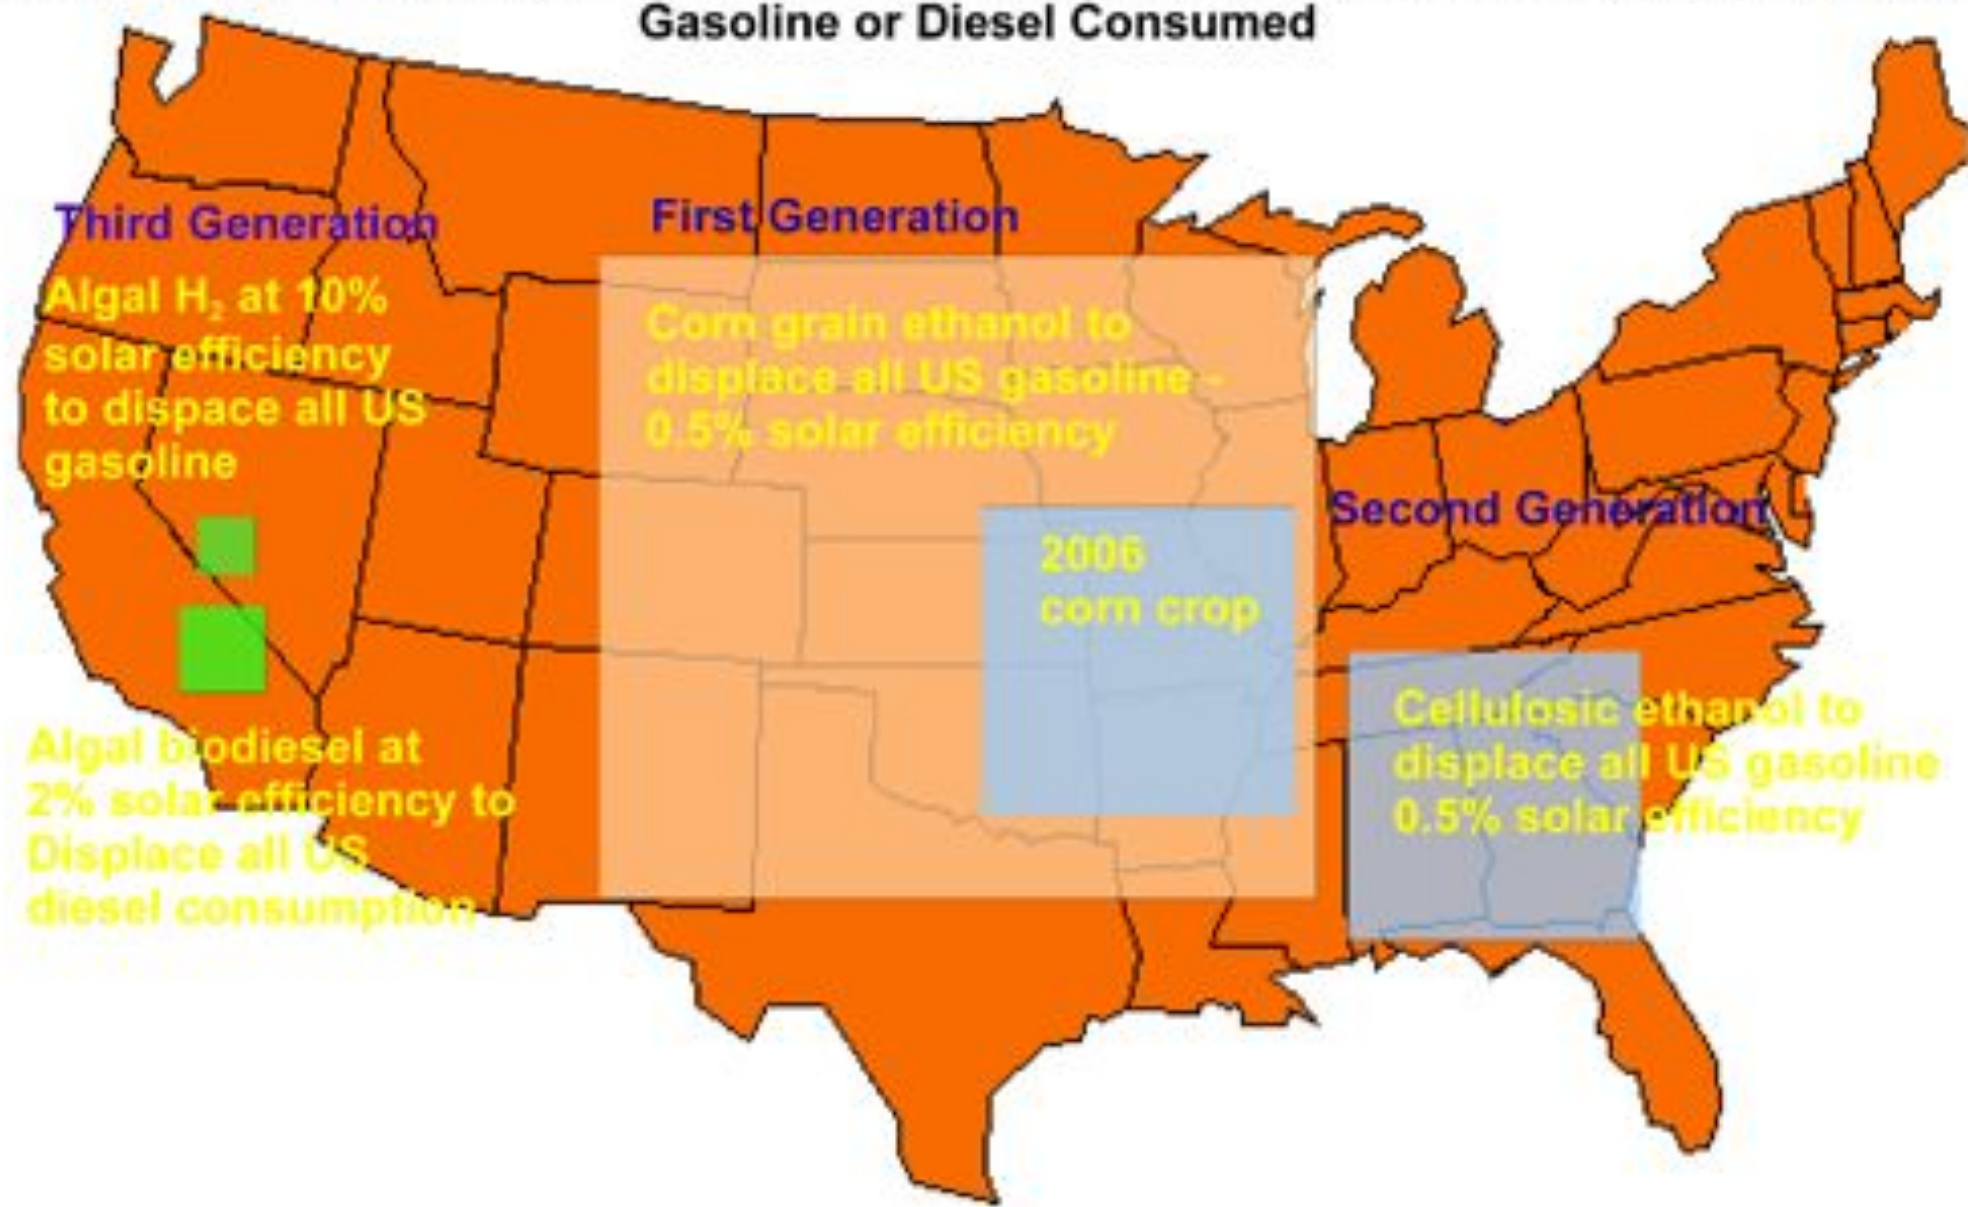 Gasoline or Diesel Consumed
Third Generation
Algal H₂ at 10%
solar efficiency
to dispace all US
gasoline
Algal biodiesel at
2% solar efficiency to
Displace all US
diesel consumption
First Generation
Corn grain ethanol to
displace all US gasoline -
0.5% solar efficiency
2006
corn crop
Second Generation
Cellulosic ethanol to
displace all US gasoline
0.5% solar efficiency